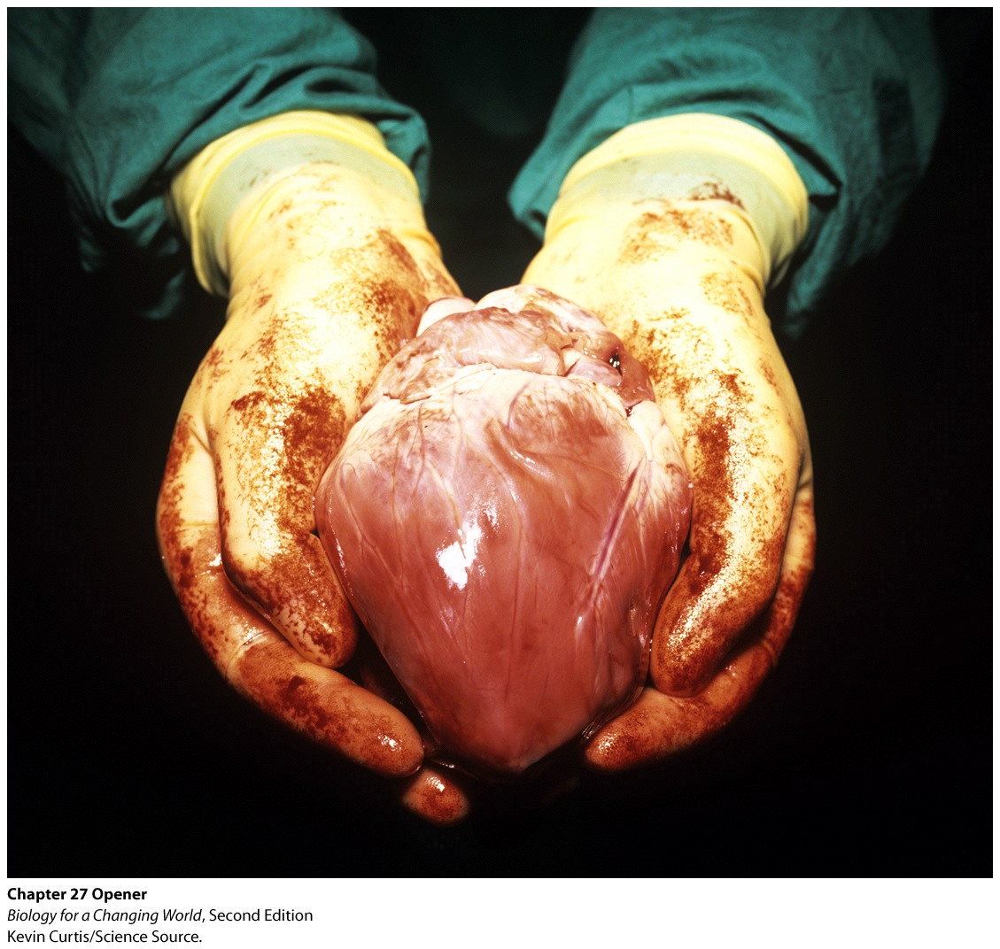 Chapter 27 Opener
Biology for a Changing World, Second Edition
Kevin Curtis/Science Source.